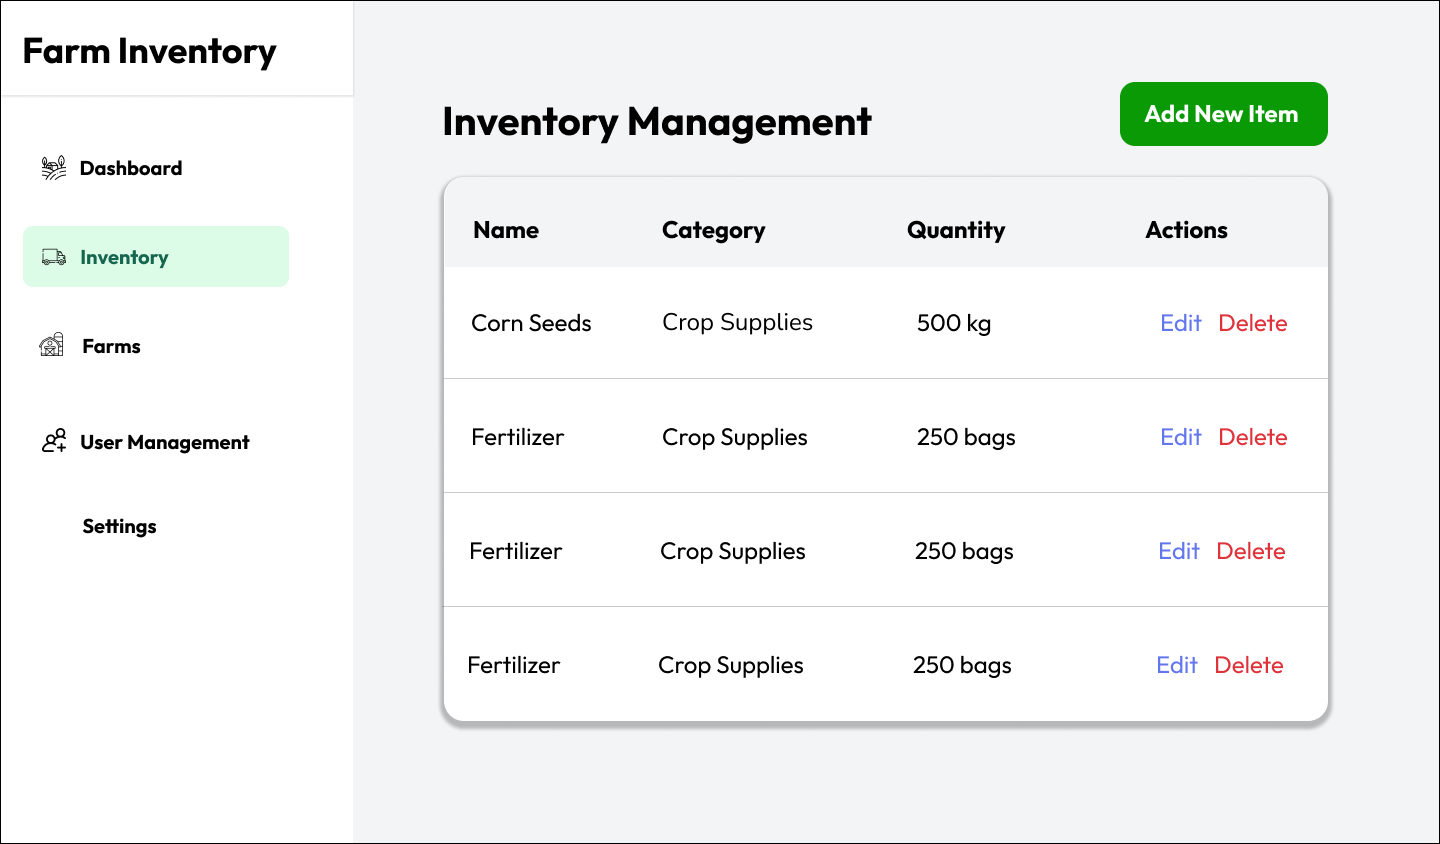 Farm Inventory
Dashboard
Inventory
Farms
User Management
Settings
Inventory Management
Add New Item
Name Category Quantity Actions
Corn Seeds Crop Supplies 500 kg Edit Delete
Fertilizer Crop Supplies 250 bags Edit Delete
Fertilizer Crop Supplies 250 bags Edit Delete
Fertilizer Crop Supplies 250 bags Edit Delete